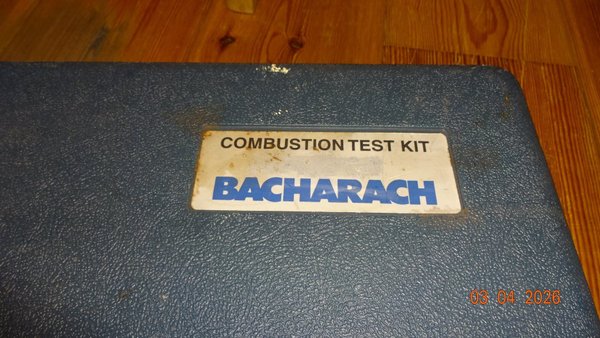 COMBUSTION TEST KIT
BACHARACH
03 04 2026